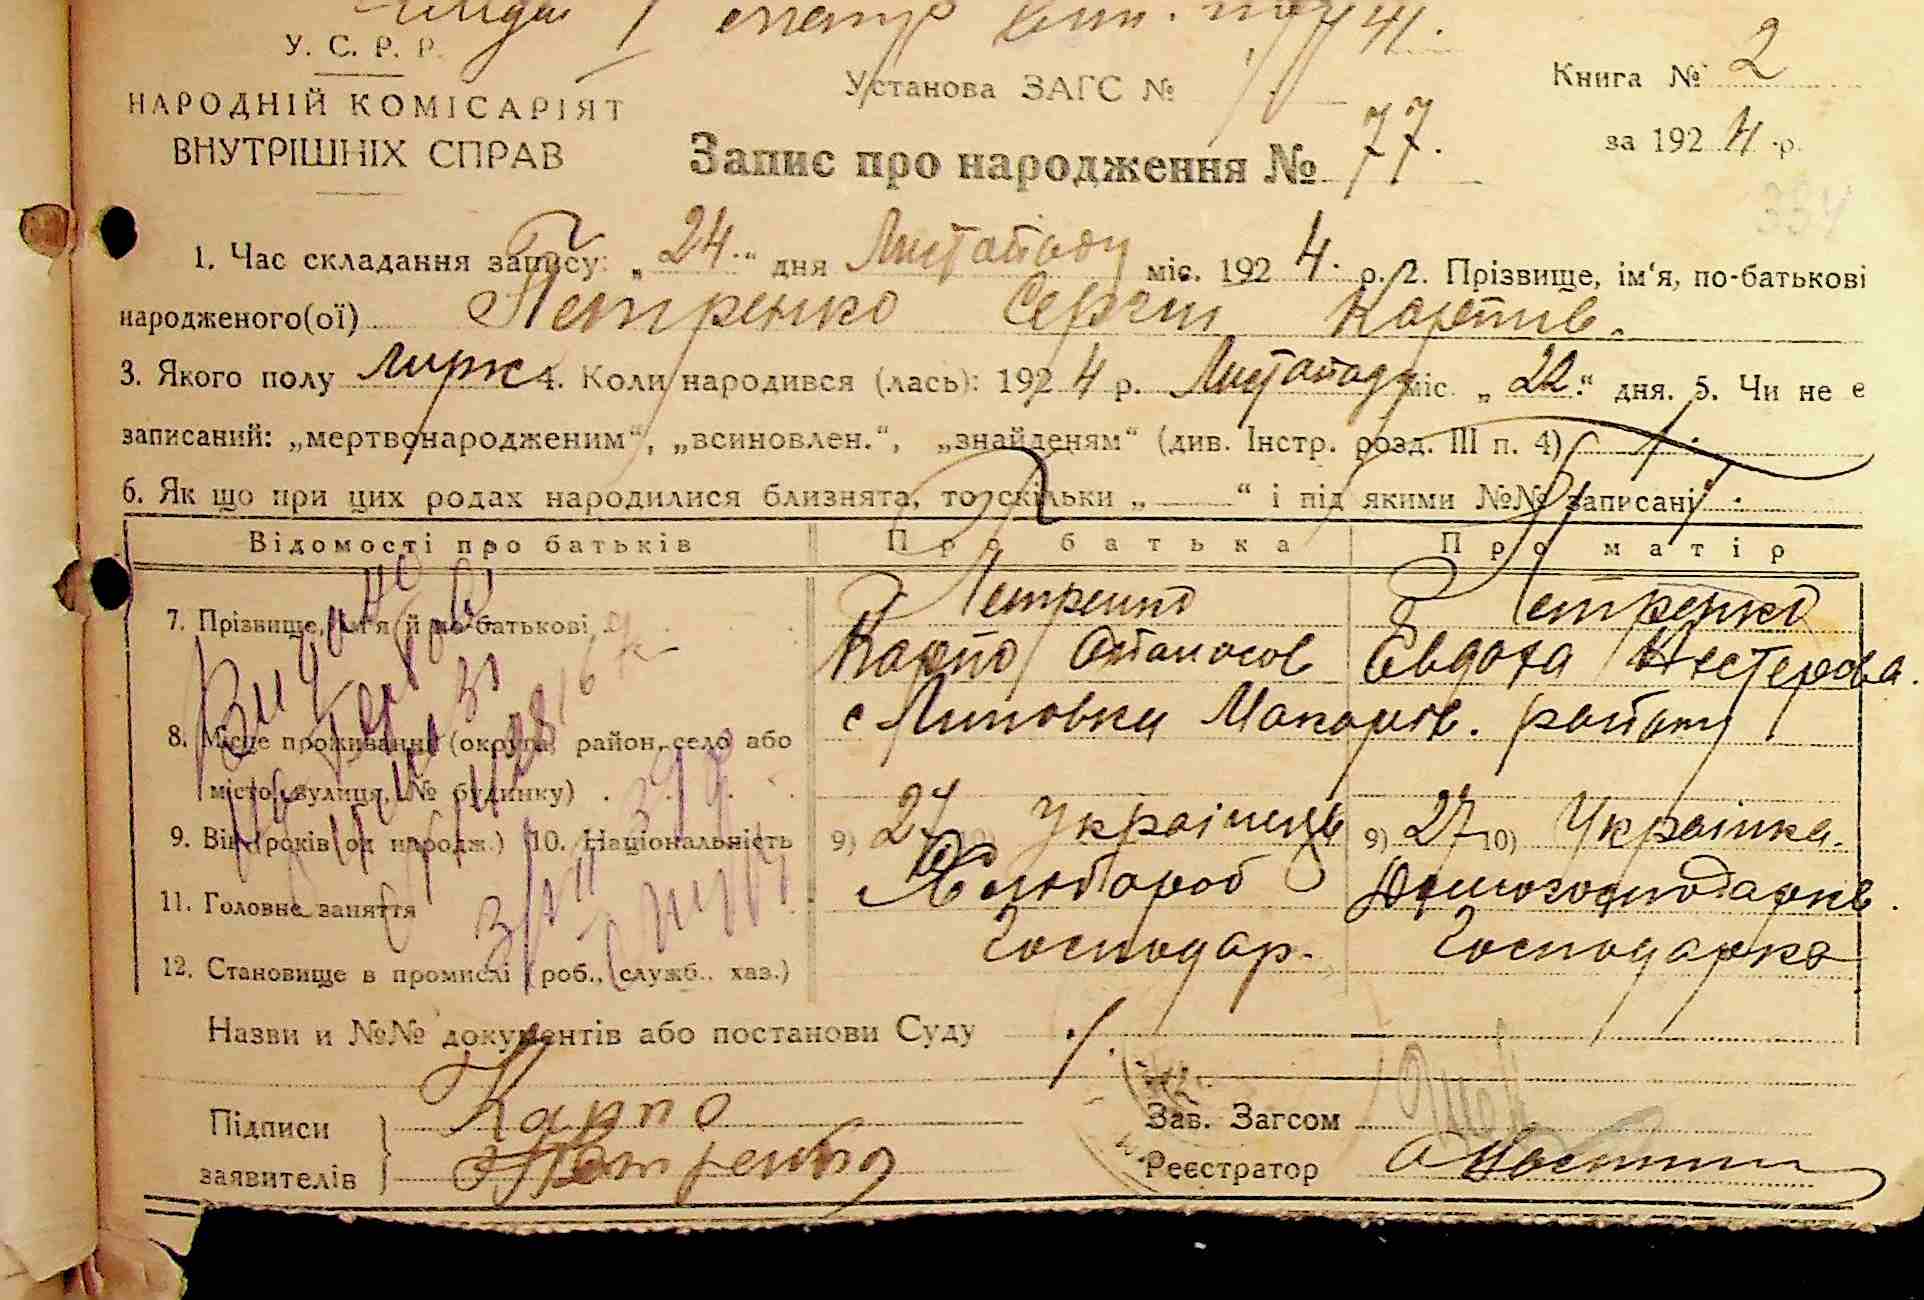 У. С. Р. Р.
Установа ЗАГС №
Книга № 2
НАРОДНІЙ КОМІСАРІЯТ
ВНУТРІШНІХ СПРАВ
за 1924 р.
Запис про народження № 77.
1. Час складання запису: „24.“ дня Листопаду міс. 1924. р. 2. Прізвище, ім'я, по-батькові
народженого(ої) Петренко Сергій Карпів.
3. Якого полу 4. Коли народився (лась): 1924 р. Листопаду міс. „22.“ дня. 5. Чи не є
записаний: „мертвонародженим“, „всиновлен.“, „знайденям“ (див. Інстр. розд. III п. 4)
6. Як що при цих родах народилися близнята, то скільки „ “ і під якими №№ записані
Відомості про батьків Про батька Про матір
7. Прізвище, ім'я й по-батькові Петренко Петренко
Карпо Опанасов Евдоха Нестерова.
8. Місце проживання (округа, район, село або с Липовки Макарів. району
місто, вулиця, № будинку)
9. Вік (років од народж.) 10. Національність 9) 27 10) Українець 9) 27 10) Українка.
11. Головне заняття Хлібороб Домогосподарка.
12. Становище в промислі (роб., служб., хаз.) Господар. Господарка
Назви и №№ документів або постанови Суду
Підписи Карпо
Зав. Загсом
заявителів Петренко
Реєстратор